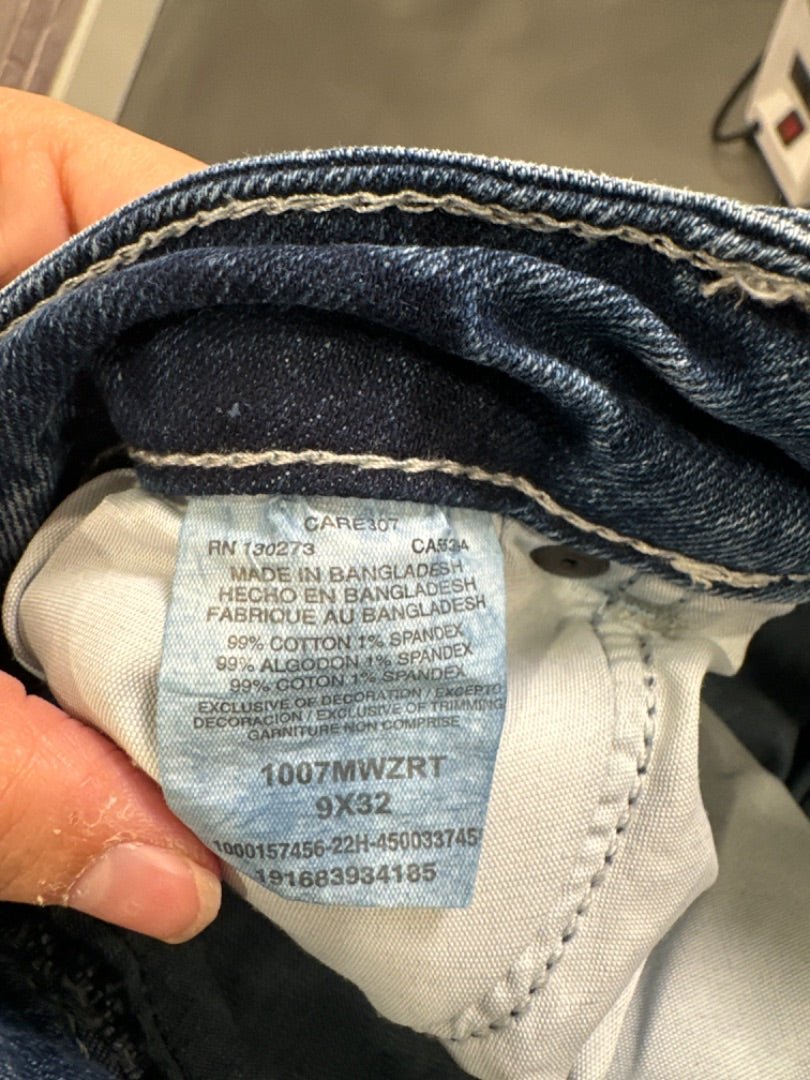 CARE307
RN 130273 CA55234
MADE IN BANGLADESH
HECHO EN BANGLADESH
FABRIQUE AU BANGLADESH
99% COTTON 1% SPANDEX
99% ALGODON 1% SPANDEX
99% COTON 1% SPANDEX
EXCLUSIVE OF DECORATION / EXCEPTO
DECORACION / EXCLUSIVE OF TRIMMING
GARNITURE NON COMPRISE
1007MWZRT
9X32
1000157456-22H-450033745
191683934185